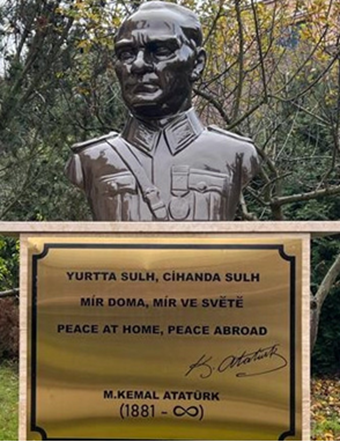 YURTTA SULH, CİHANDA SULH
MÍR DOMA, MÍR VE SVĚTĚ
PEACE AT HOME, PEACE ABROAD
K. Atatürk
M.KEMAL ATATÜRK
(1881 - ∞)